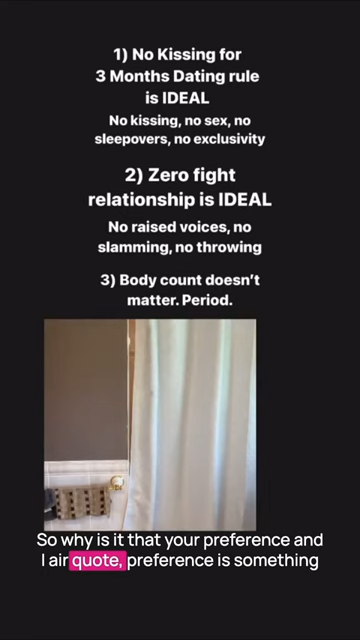 1) No Kissing for
3 Months Dating rule
is IDEAL
No kissing, no sex, no
sleepovers, no exclusivity
2) Zero fight
relationship is IDEAL
No raised voices, no
slamming, no throwing
3) Body count doesn't
matter. Period.
So why is it that your preference and
I air quote, preference is something